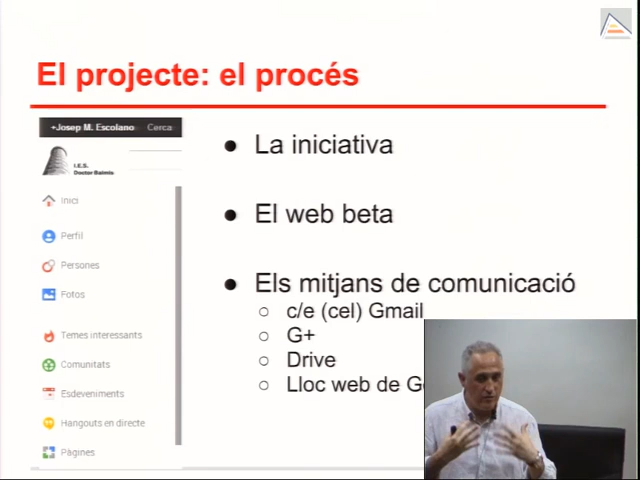 El projecte: el procés
+Josep M. Escolano Cerca
I.E.S.
Doctor Balmis
Inici
Perfil
Persones
Fotos
Temes interessants
Comunitats
Esdeveniments
Hangouts en directe
Pàgines
La iniciativa
El web beta
Els mitjans de comunicació
c/e (cel) Gmail
G+
Drive
Lloc web de